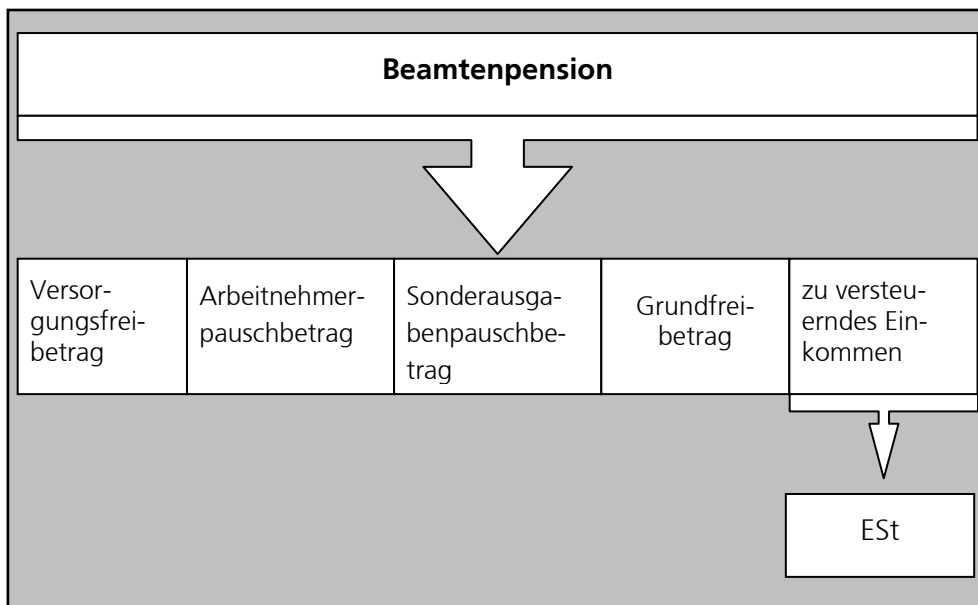 Beamtenpension
Versor-
gungsfrei-
betrag
Arbeitnehmer-
pauschbetrag
Sonderausga-
benpauschbe-
trag
Grundfrei-
betrag
zu versteu-
erndes Ein-
kommen
ESt